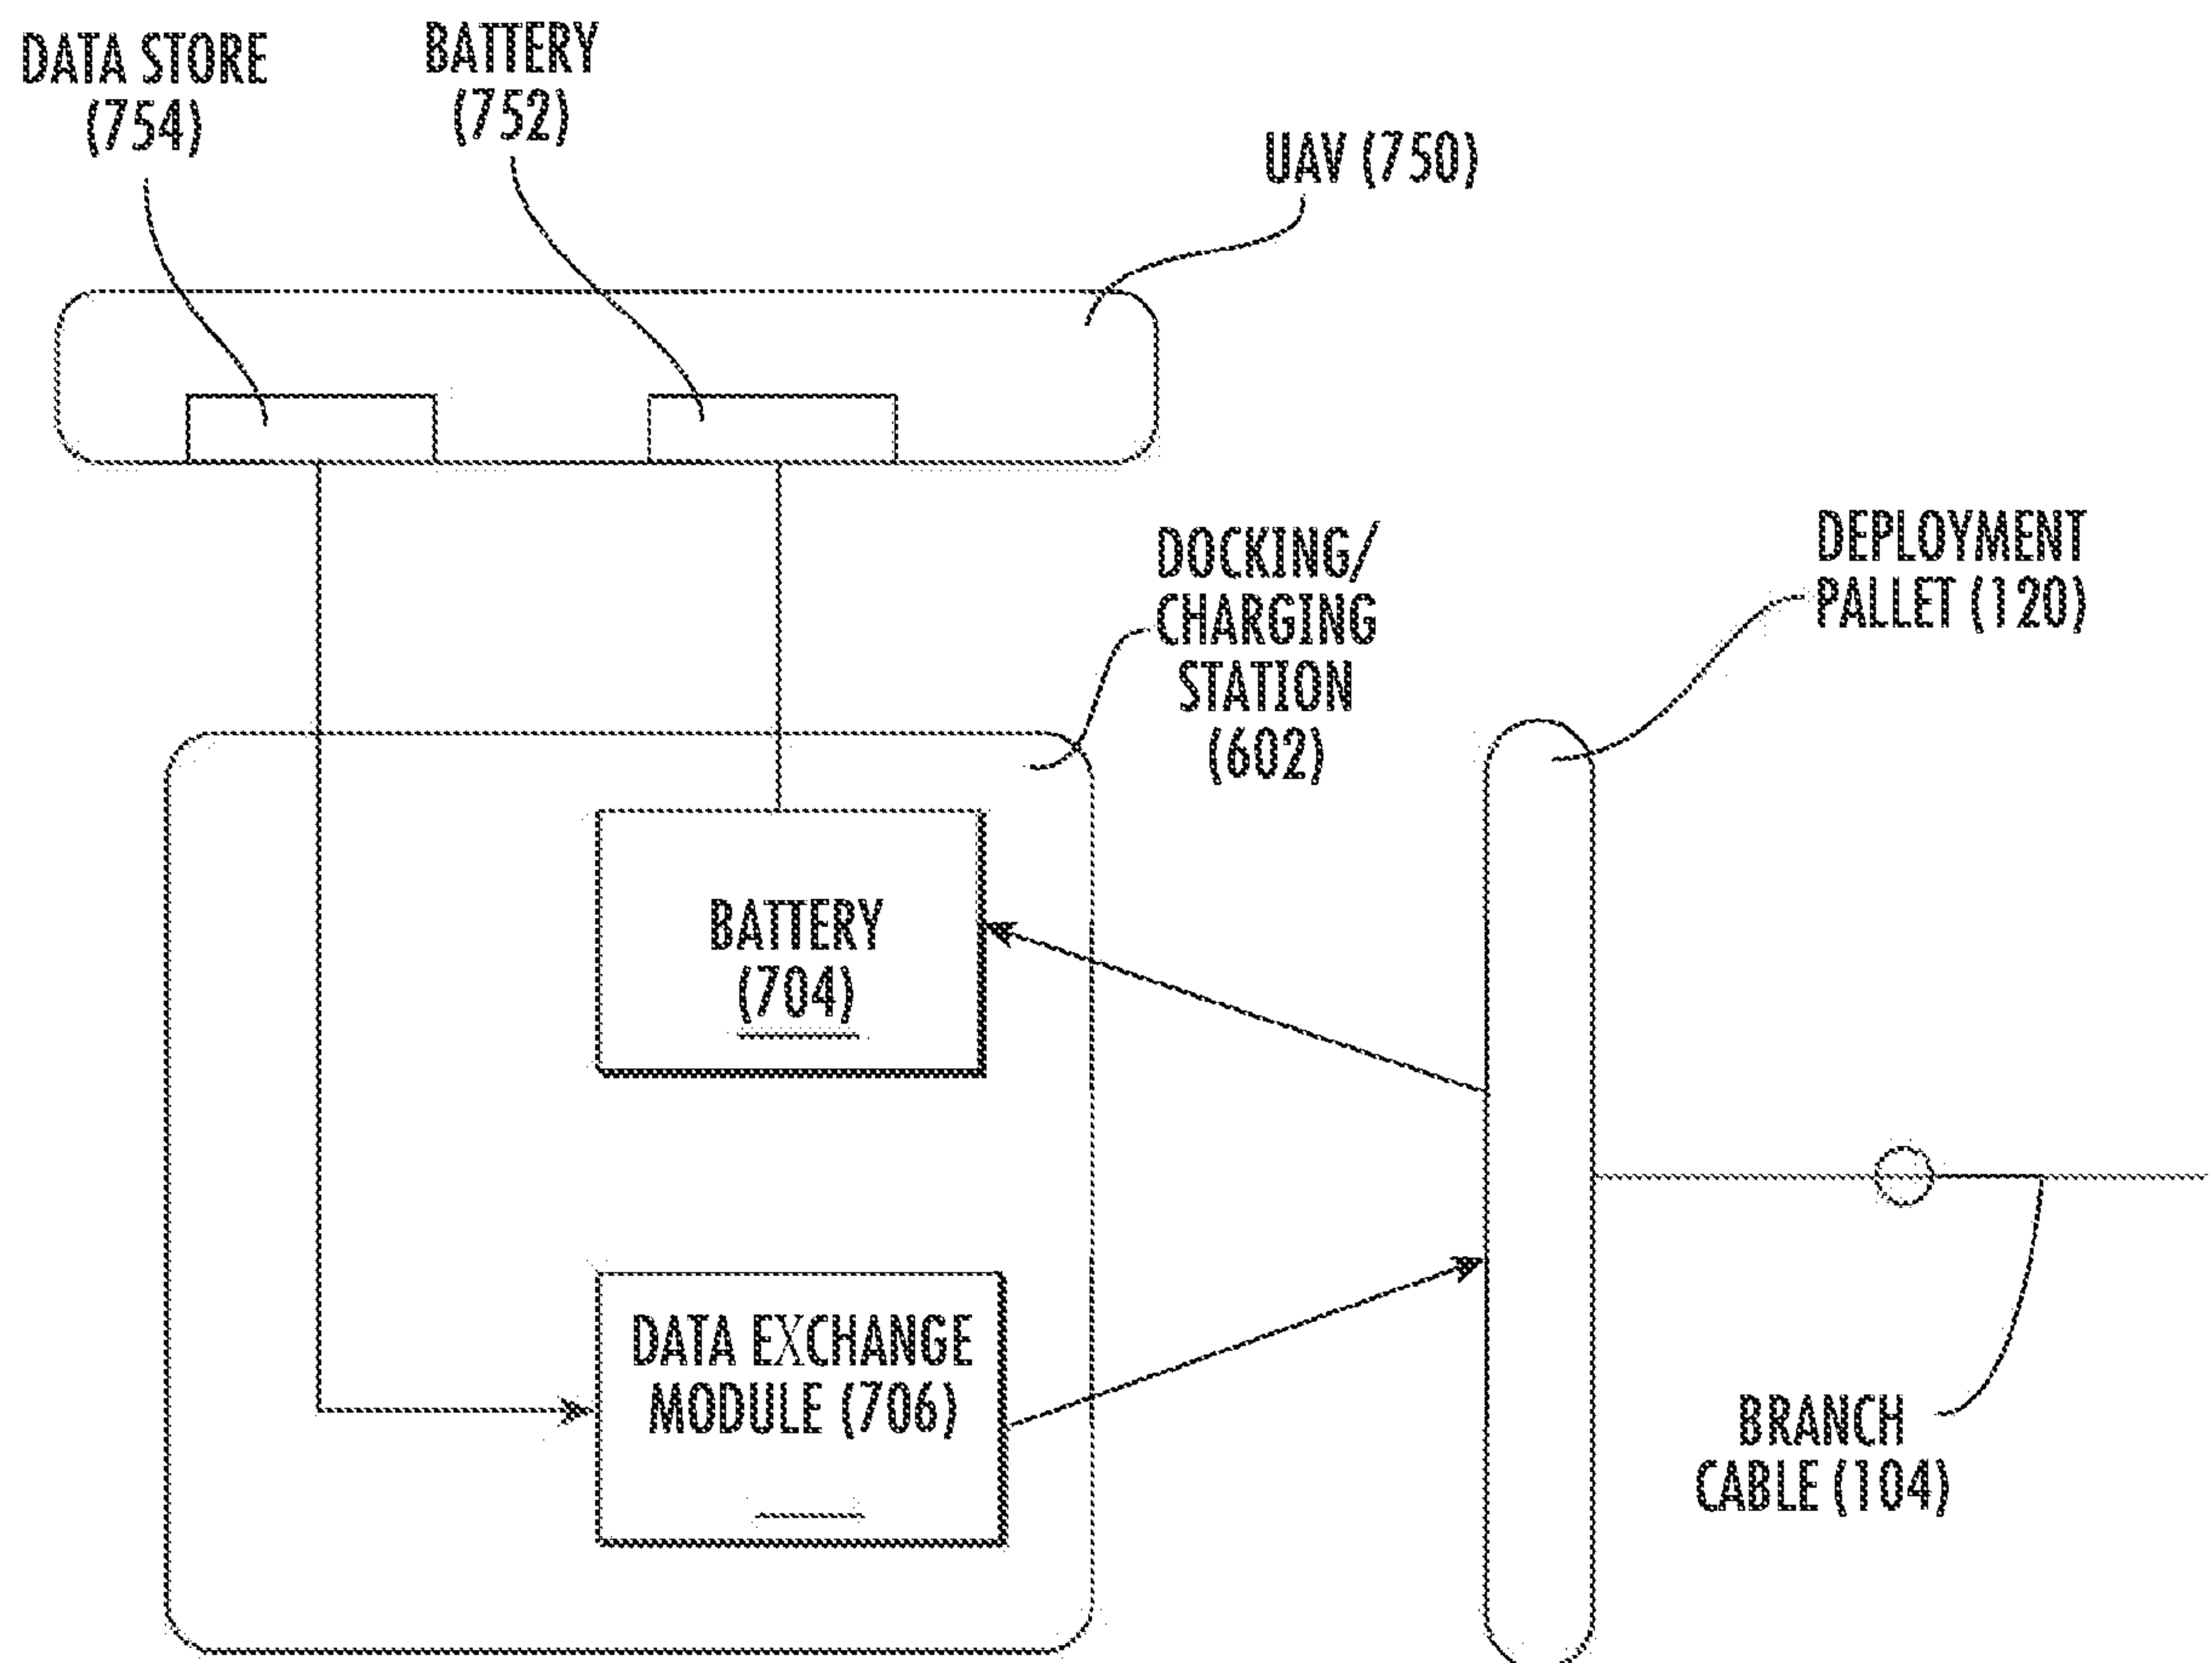 DATA STORE
(754)
BATTERY
(752)
UAV (750)
DOCKING/
CHARGING
STATION
(602)
DEPLOYMENT
PALLET (120)
BATTERY
(704)
DATA EXCHANGE
MODULE (706)
BRANCH
CABLE (104)